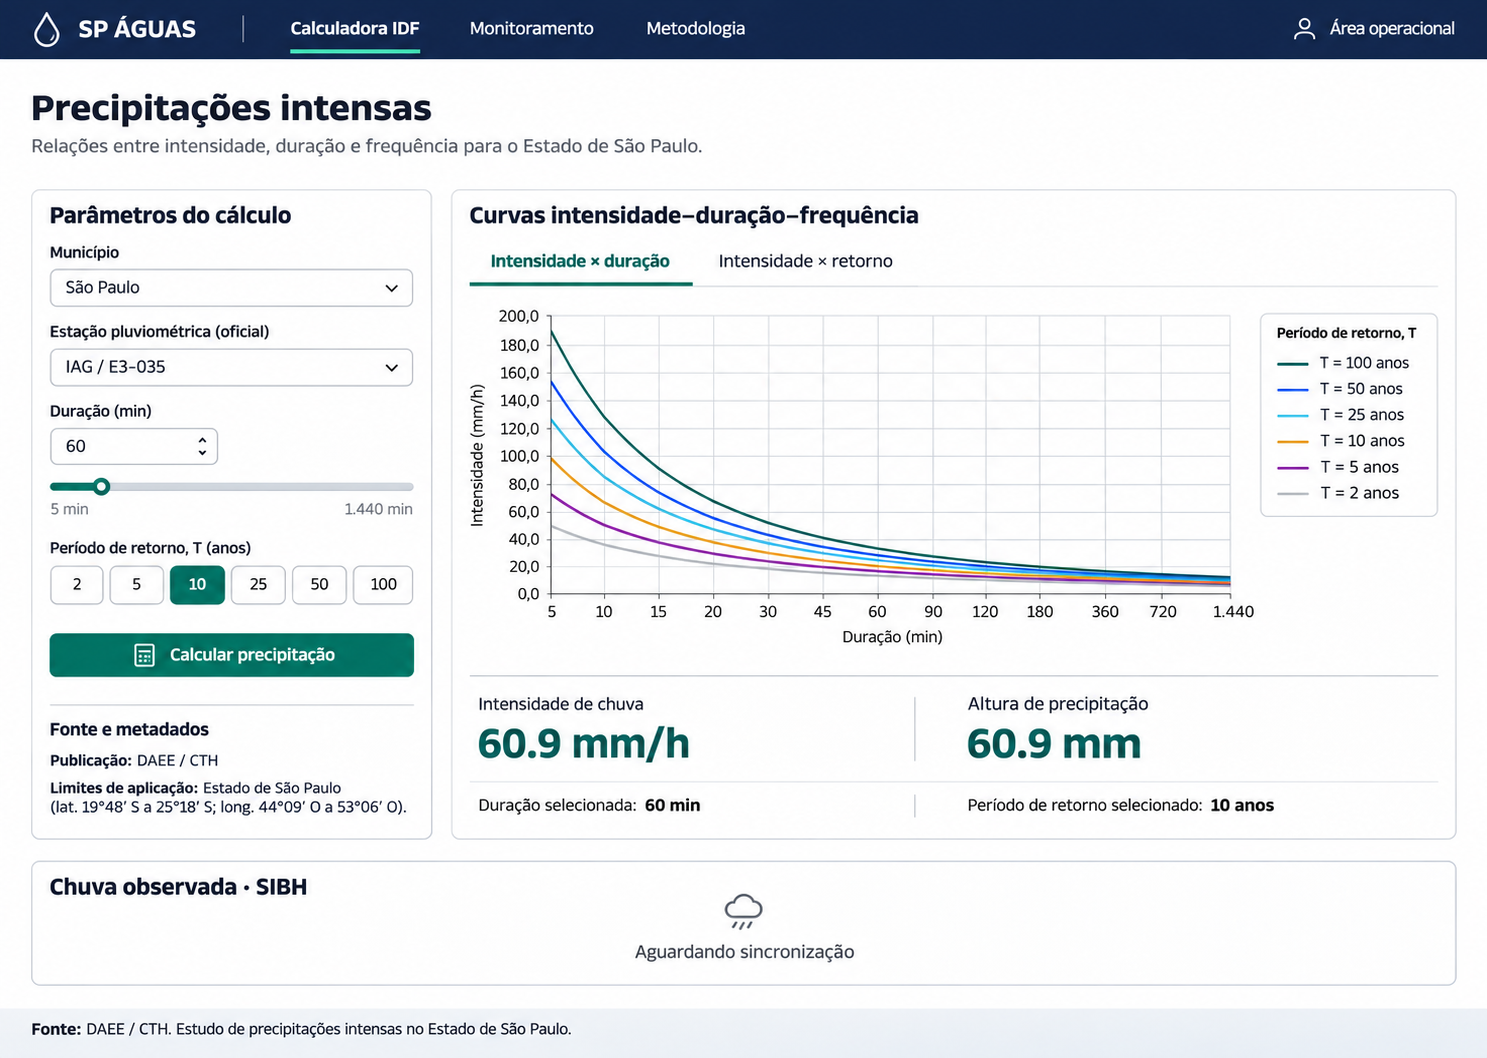 SP ÁGUAS
Calculadora IDF
Monitoramento
Metodologia
Área operacional
Precipitações intensas
Relações entre intensidade, duração e frequência para o Estado de São Paulo.
Parâmetros do cálculo
Município
São Paulo
Estação pluviométrica (oficial)
IAG / E3-035
Duração (min)
60
5 min
1.440 min
Período de retorno, T (anos)
2
5
10
25
50
100
Calcular precipitação
Fonte e metadados
Publicação: DAEE / CTH
Limites de aplicação: Estado de São Paulo
(lat. 19°48′ S a 25°18′ S; long. 44°09′ O a 53°06′ O).
Curvas intensidade–duração–frequência
Intensidade × duração
Intensidade × retorno
Intensidade (mm/h)
200,0
180,0
160,0
140,0
120,0
100,0
80,0
60,0
40,0
20,0
0,0
5
10
15
20
30
45
60
90
120
180
360
720
1.440
Duração (min)
Período de retorno, T
T = 100 anos
T = 50 anos
T = 25 anos
T = 10 anos
T = 5 anos
T = 2 anos
Intensidade de chuva
60.9 mm/h
Altura de precipitação
60.9 mm
Duração selecionada: 60 min
Período de retorno selecionado: 10 anos
Chuva observada · SIBH
Aguardando sincronização
Fonte: DAEE / CTH. Estudo de precipitações intensas no Estado de São Paulo.